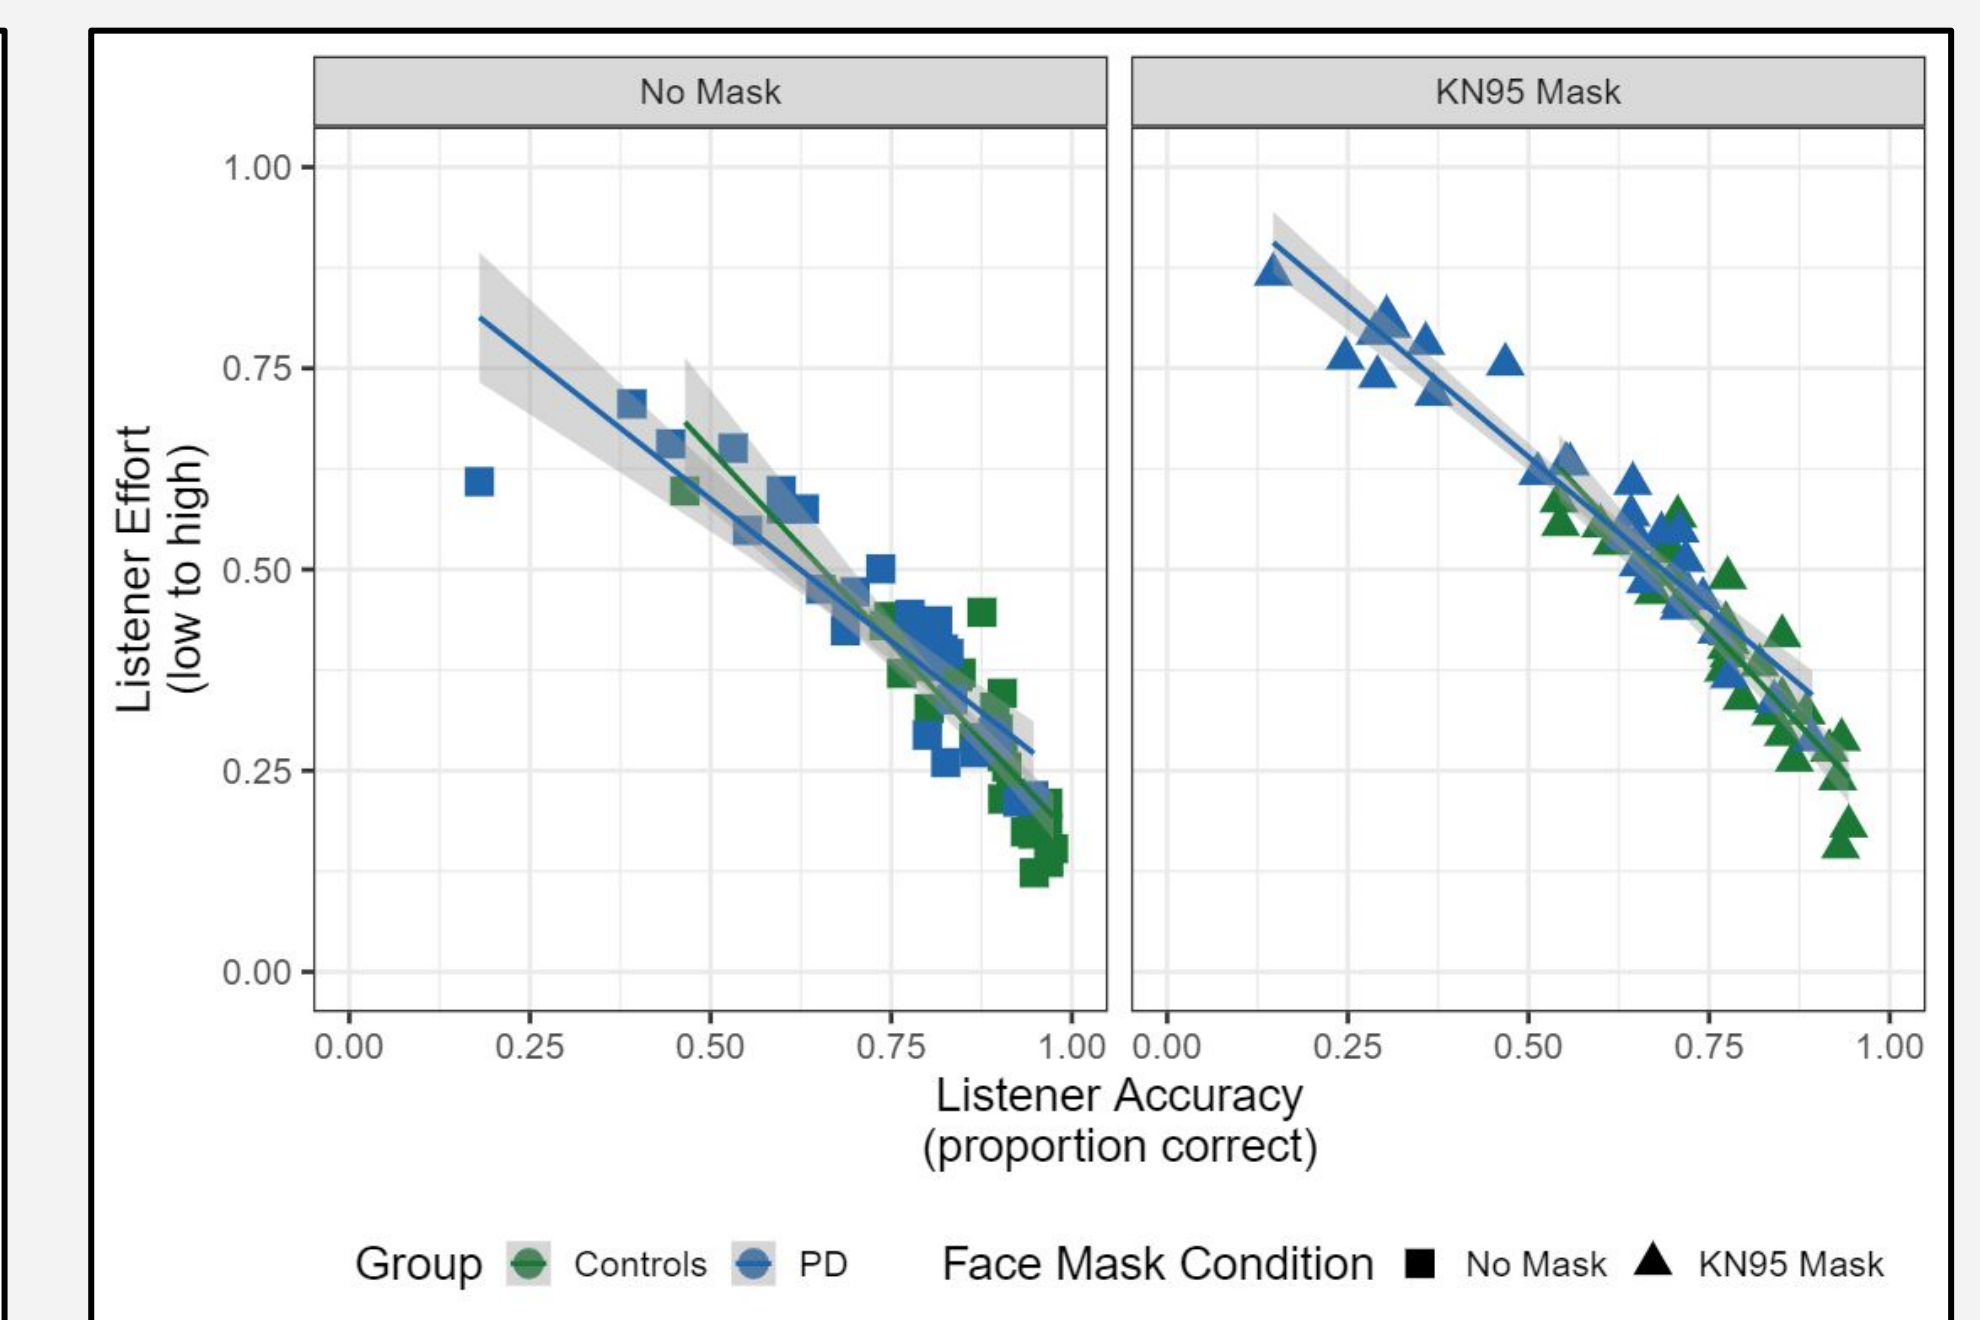 No Mask
KN95 Mask
1.00
0.75
0.50
0.25
0.00
Listener Effort
(low to high)
0.00 0.25 0.50 0.75 1.00
0.00 0.25 0.50 0.75 1.00
Listener Accuracy
(proportion correct)
Group Controls PD Face Mask Condition No Mask KN95 Mask